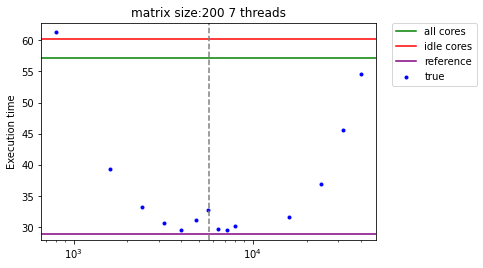 matrix size:200 7 threads
all cores
idle cores
reference
true
Execution time
60
55
50
45
40
35
30
10³
10⁴